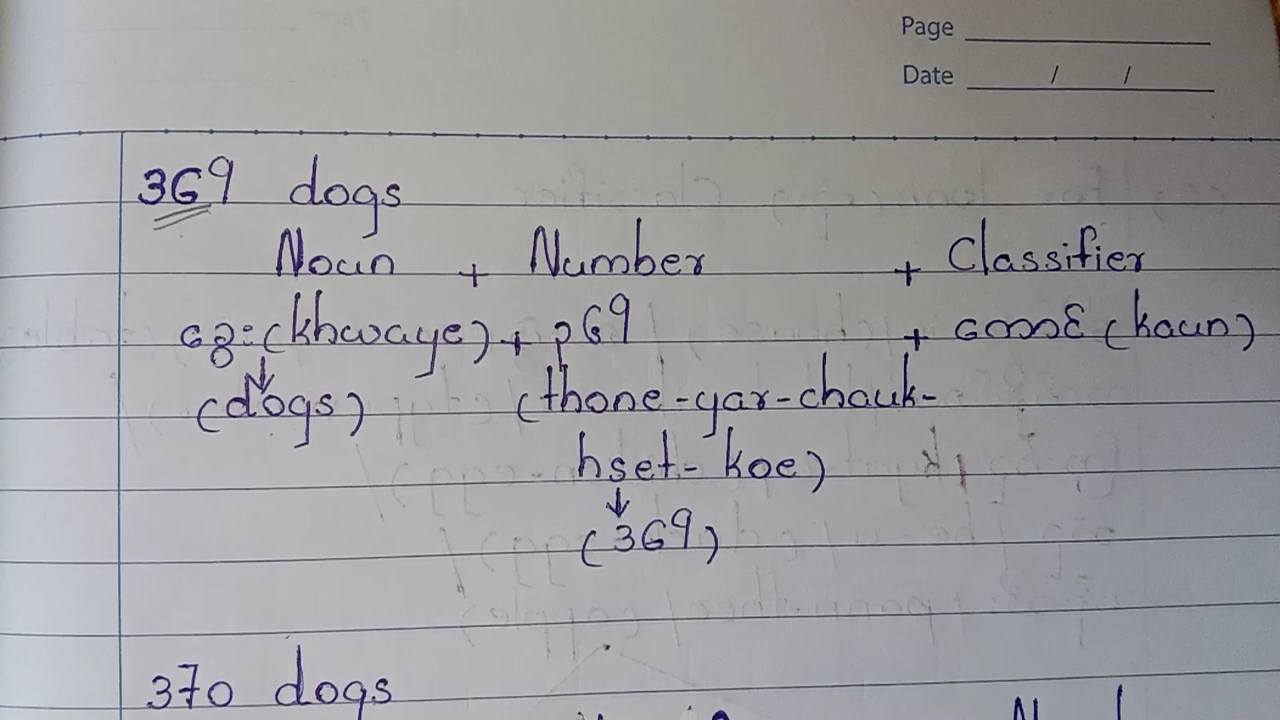 Page
Date / /
369 dogs
Noun + Number + Classifier
ခွေး (khwaye) + ၃၆၉ + ကောင် (kaun)
(dogs) (thone-yar-chauk-
hset-koe)
(369)
370 dogs